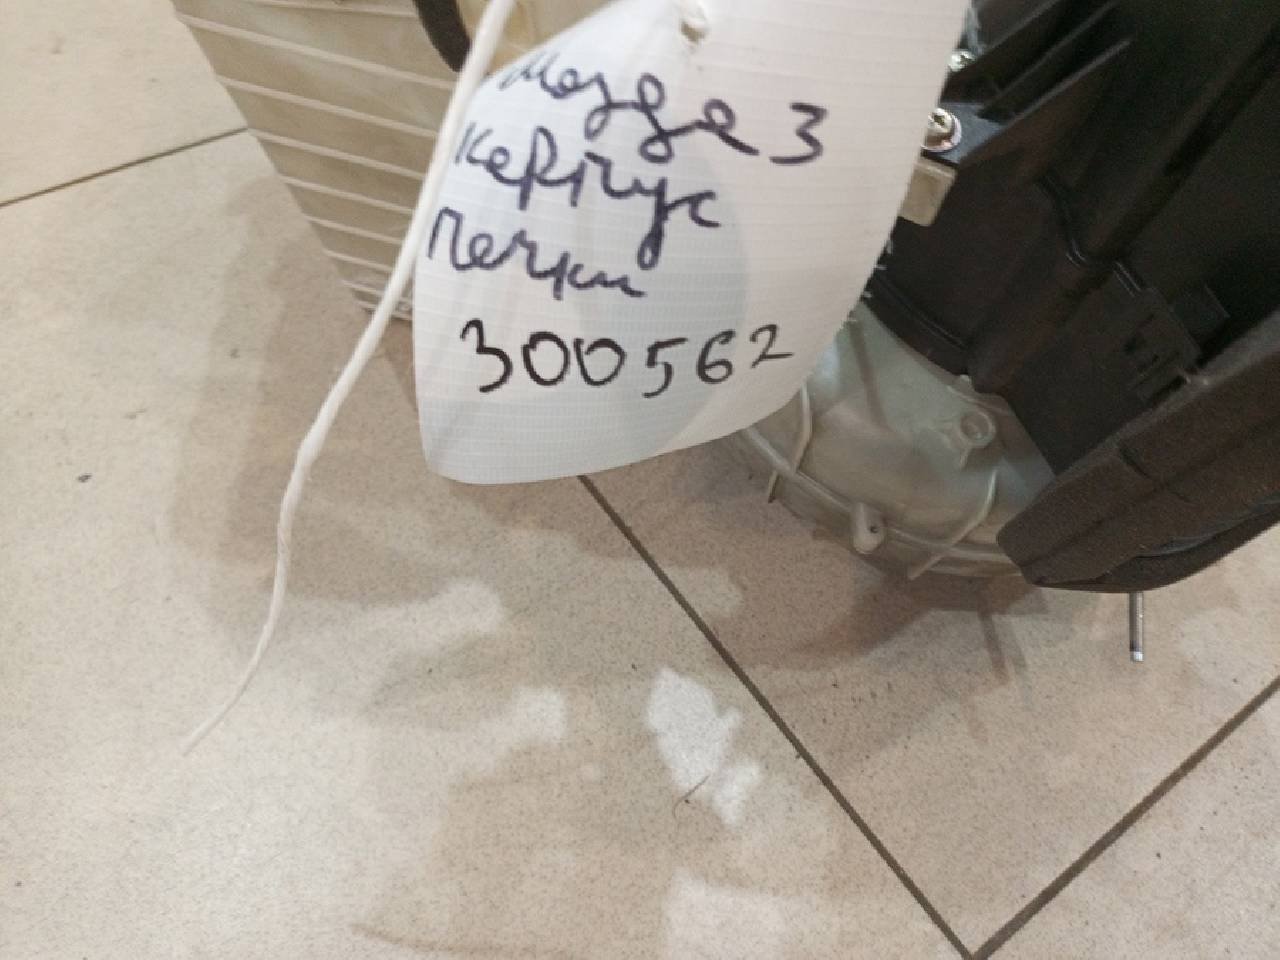 Мазда 3
Корпус
Печки
300562